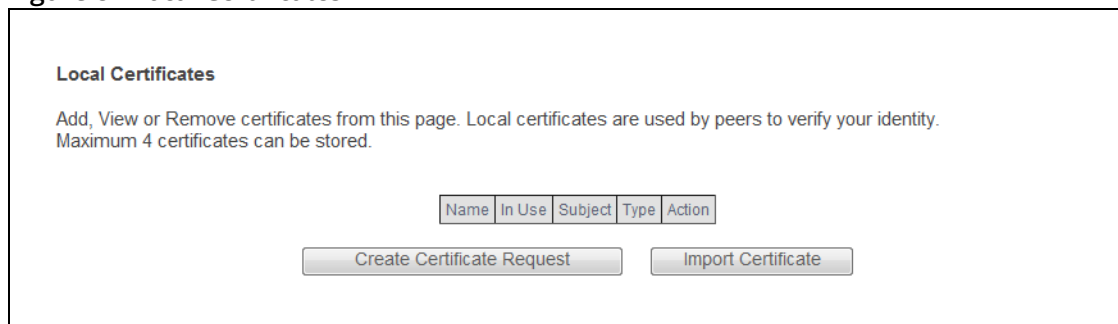 Local Certificates
Add, View or Remove certificates from this page. Local certificates are used by peers to verify your identity.
Maximum 4 certificates can be stored.
Name In Use Subject Type Action
Create Certificate Request Import Certificate